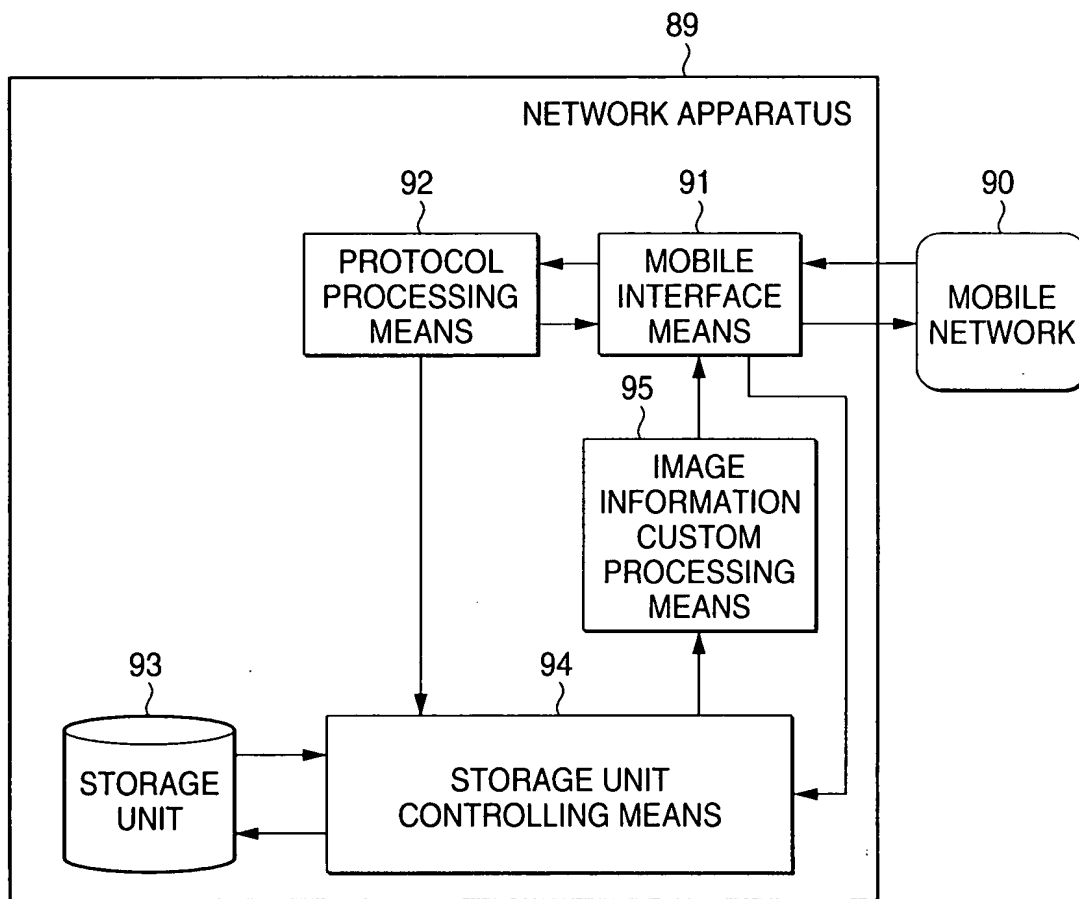 89
NETWORK APPARATUS
92
91
90
PROTOCOL
PROCESSING
MEANS
MOBILE
INTERFACE
MEANS
MOBILE
NETWORK
95
IMAGE
INFORMATION
CUSTOM
PROCESSING
MEANS
93
94
STORAGE
UNIT
STORAGE UNIT
CONTROLLING MEANS